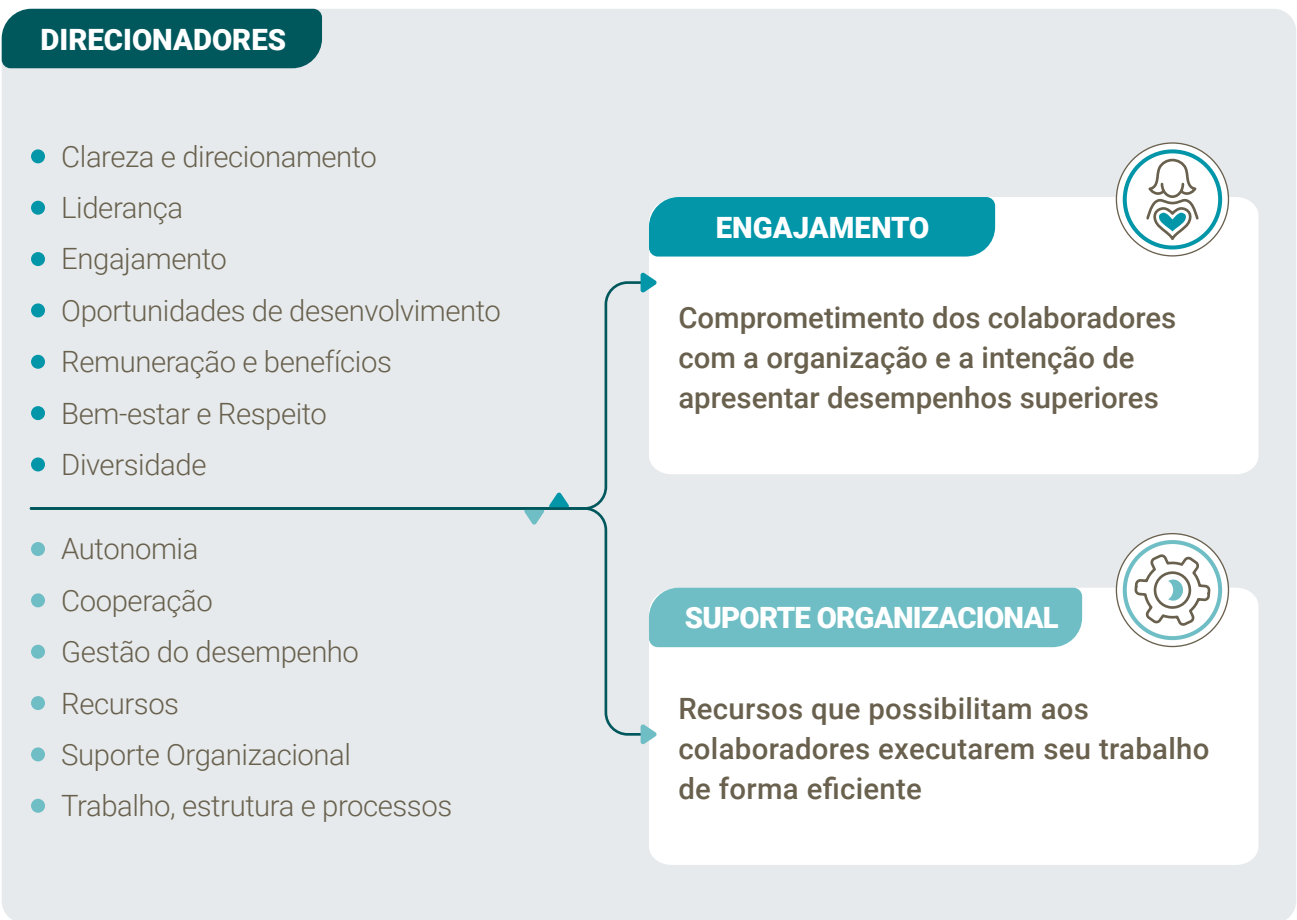 DIRECIONADORES
Clareza e direcionamento
Liderança
Engajamento
Oportunidades de desenvolvimento
Remuneração e benefícios
Bem-estar e Respeito
Diversidade
Autonomia
Cooperação
Gestão do desempenho
Recursos
Suporte Organizacional
Trabalho, estrutura e processos
ENGAJAMENTO
Comprometimento dos colaboradores
com a organização e a intenção de
apresentar desempenhos superiores
SUPORTE ORGANIZACIONAL
Recursos que possibilitam aos
colaboradores executarem seu trabalho
de forma eficiente